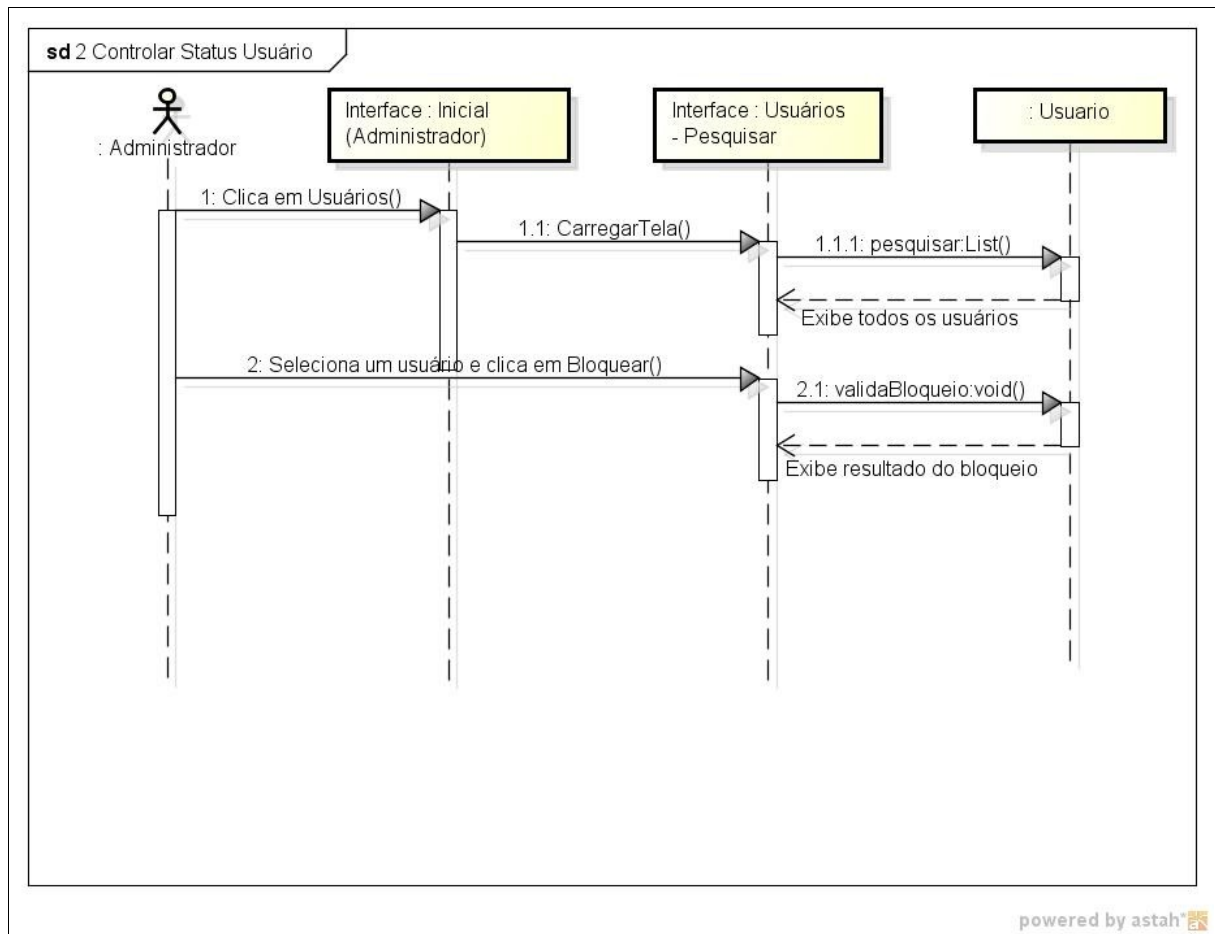 sd 2 Controlar Status Usuário
: Administrador
Interface : Inicial
(Administrador)
Interface : Usuários
- Pesquisar
: Usuario
1: Clica em Usuários()
1.1: CarregarTela()
1.1.1: pesquisar:List()
Exibe todos os usuários
2: Seleciona um usuário e clica em Bloquear()
2.1: validaBloqueio:void()
Exibe resultado do bloqueio
powered by astah*